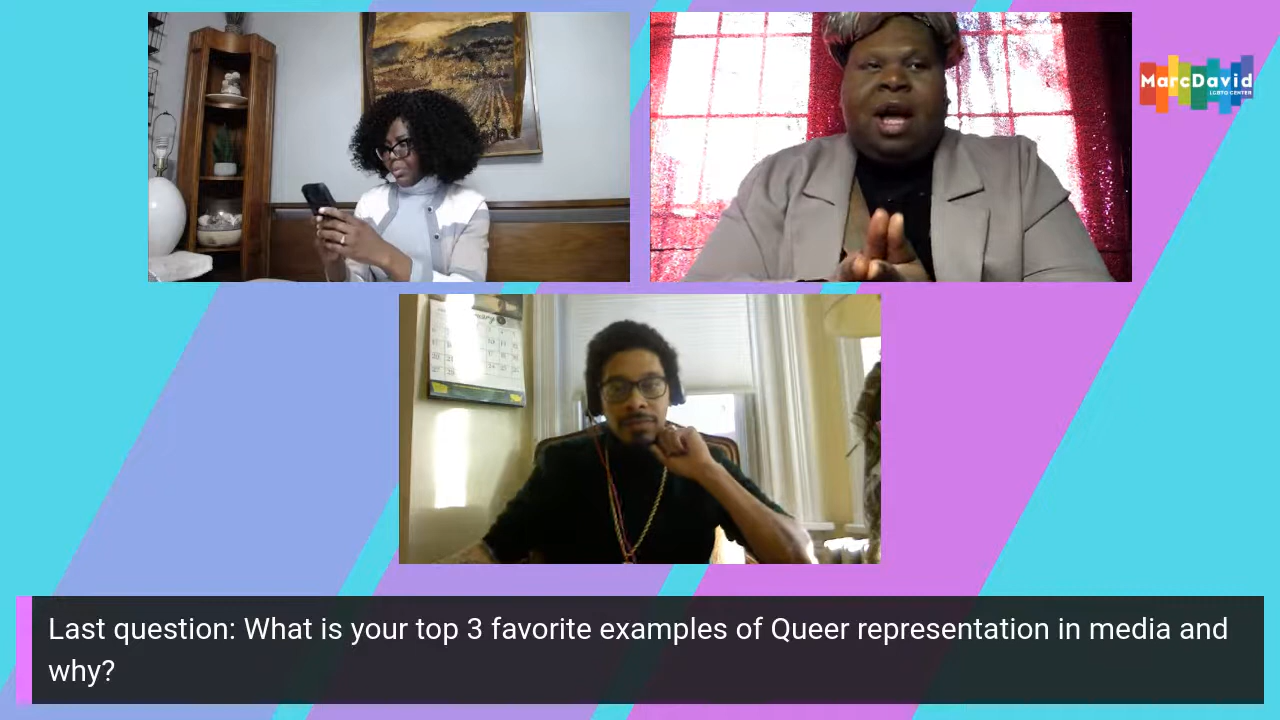 MarcDavid
LGBTQ CENTER
Last question: What is your top 3 favorite examples of Queer representation in media and
why?